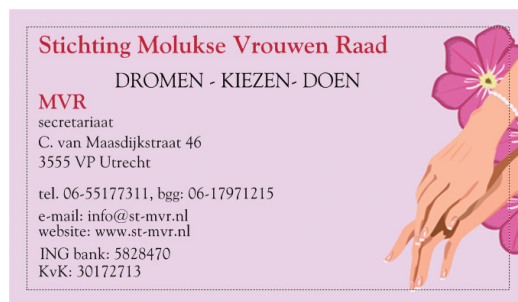 Stichting Molukse Vrouwen Raad
DROMEN - KIEZEN- DOEN
MVR
secretariaat
C. van Maasdijkstraat 46
3555 VP Utrecht
tel. 06-55177311, bgg: 06-17971215
e-mail: info@st-mvr.nl
website: www.st-mvr.nl
ING bank: 5828470
KvK: 30172713